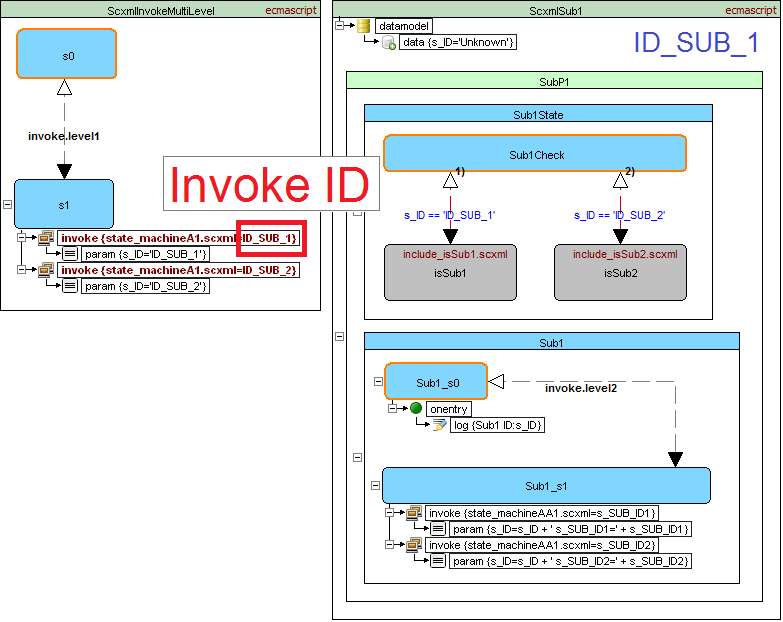 ScxmlInvokeMultiLevel
ecmascript
s0
invoke.level1
s1
invoke {state_machineA1.scxml=ID_SUB_1}
param {s_ID='ID_SUB_1'}
invoke {state_machineA1.scxml=ID_SUB_2}
param {s_ID='ID_SUB_2'}
Invoke ID
ScxmlSub1
ecmascript
datamodel
data {s_ID='Unknown'}
ID_SUB_1
SubP1
Sub1State
Sub1Check
1)
2)
s_ID == 'ID_SUB_1'
s_ID == 'ID_SUB_2'
include_isSub1.scxml
isSub1
include_isSub2.scxml
isSub2
Sub1
Sub1_s0
invoke.level2
onentry
log {Sub1 ID:s_ID}
Sub1_s1
invoke {state_machineAA1.scxml=s_SUB_ID1}
param {s_ID=s_ID + ' s_SUB_ID1=' + s_SUB_ID1}
invoke {state_machineAA1.scxml=s_SUB_ID2}
param {s_ID=s_ID + ' s_SUB_ID2=' + s_SUB_ID2}